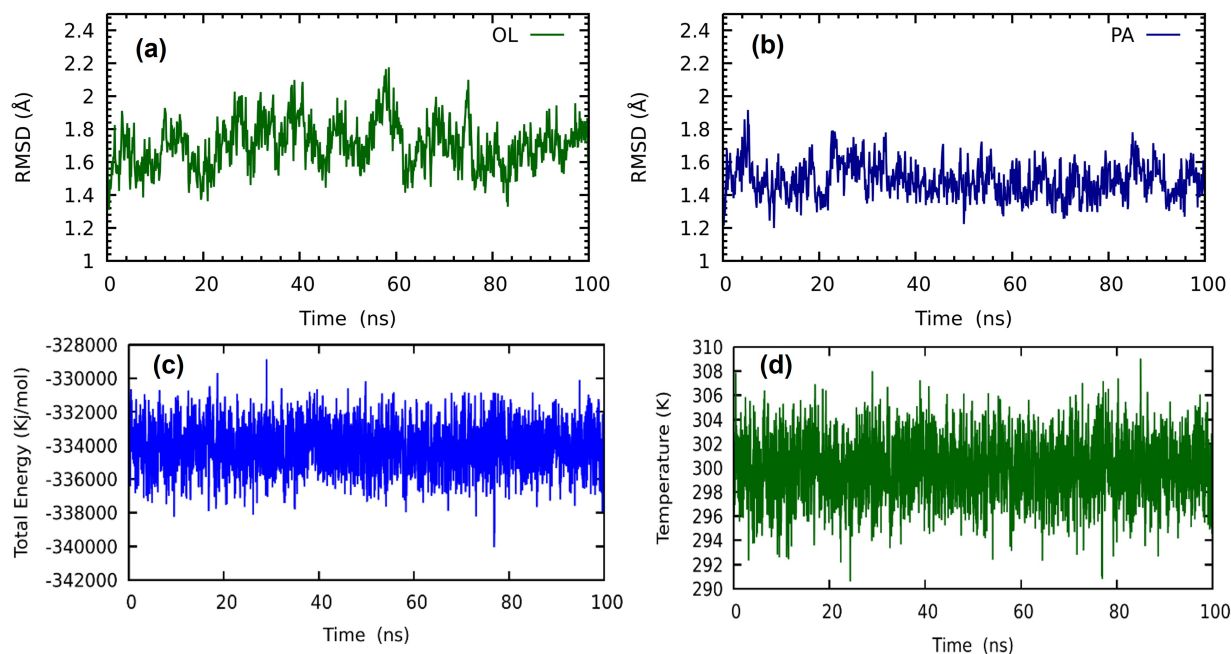 (a)
OL
RMSD (Å)
2.4
2.2
2
1.8
1.6
1.4
1.2
1
0 20 40 60 80 100
Time (ns)
(b)
PA
RMSD (Å)
2.4
2.2
2
1.8
1.6
1.4
1.2
1
0 20 40 60 80 100
Time (ns)
(c)
Total Energy (Kj/mol)
-328000
-330000
-332000
-334000
-336000
-338000
-340000
-342000
0 20 40 60 80 100
Time (ns)
(d)
Temperature (K)
310
308
306
304
302
300
298
296
294
292
290
0 20 40 60 80 100
Time (ns)